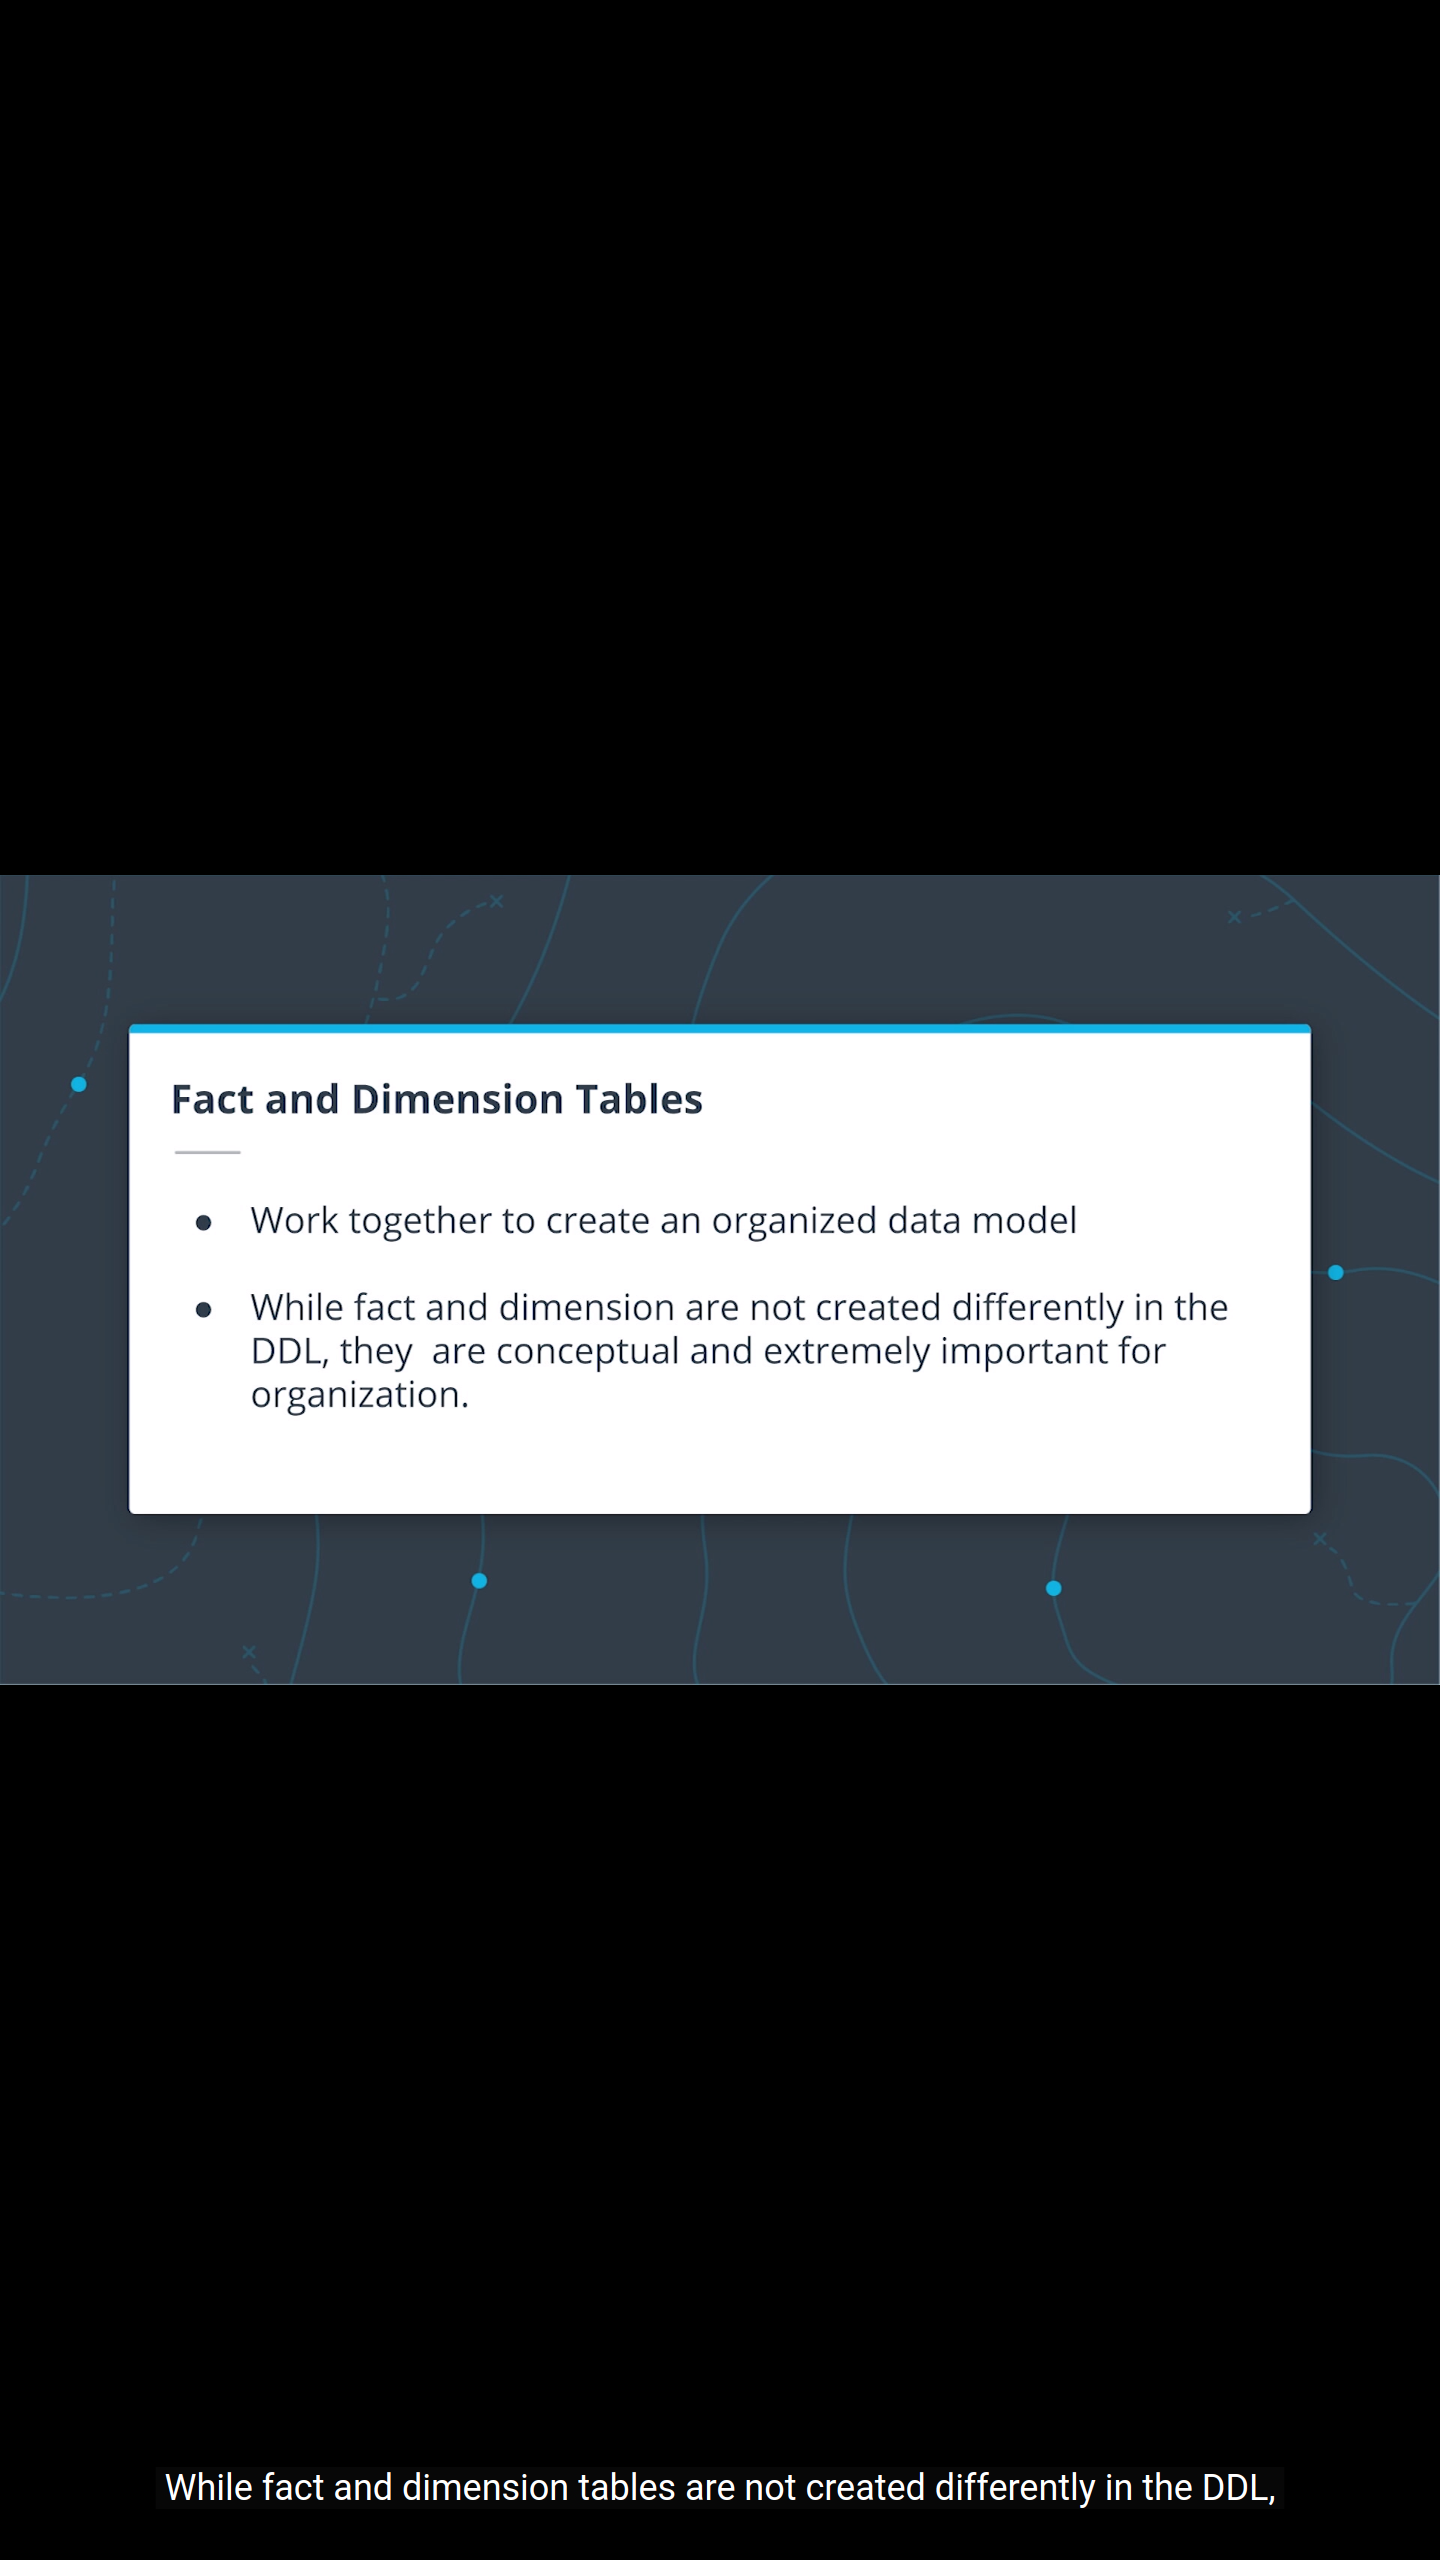 Fact and Dimension Tables
● Work together to create an organized data model
● While fact and dimension are not created differently in the
DDL, they  are conceptual and extremely important for
organization.
While fact and dimension tables are not created differently in the DDL,